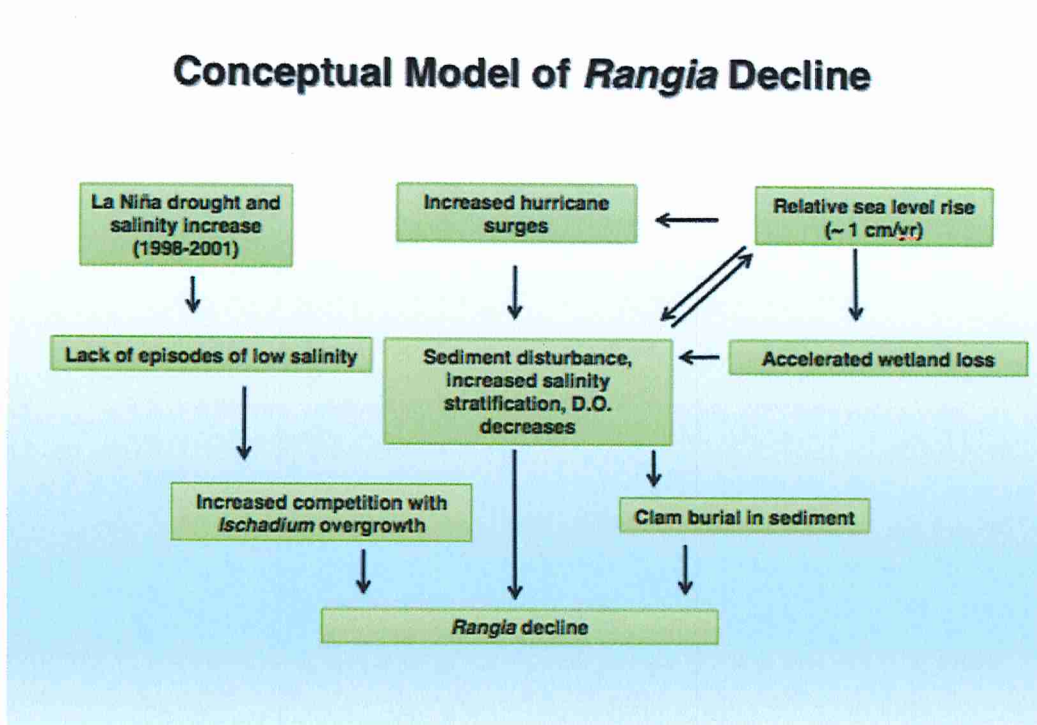 Conceptual Model of Rangia Decline
La Niña drought and
salinity increase
(1998-2001)
Increased hurricane
surges
Relative sea level rise
(~ 1 cm/yr)
Lack of episodes of low salinity
Sediment disturbance,
increased salinity
stratification, D.O.
decreases
Accelerated wetland loss
Increased competition with
Ischadium overgrowth
Clam burial in sediment
Rangia decline